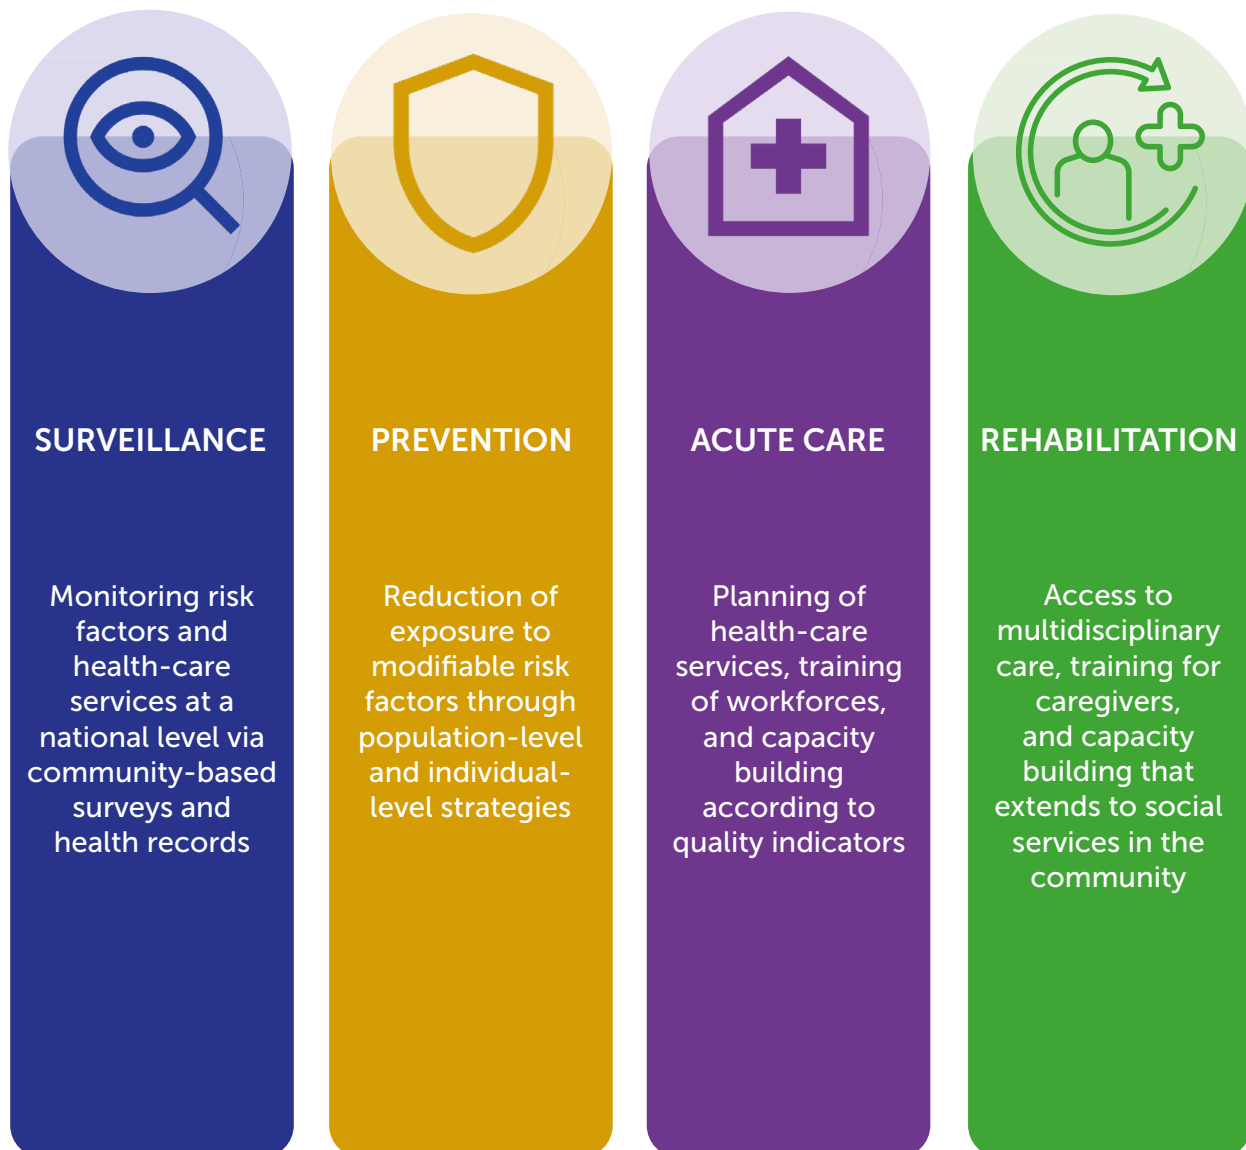 SURVEILLANCE
Monitoring risk
factors and
health-care
services at a
national level via
community-based
surveys and
health records
PREVENTION
Reduction of
exposure to
modifiable risk
factors through
population-level
and individual-
level strategies
ACUTE CARE
Planning of
health-care
services, training
of workforces,
and capacity
building
according to
quality indicators
REHABILITATION
Access to
multidisciplinary
care, training for
caregivers,
and capacity
building that
extends to social
services in the
community